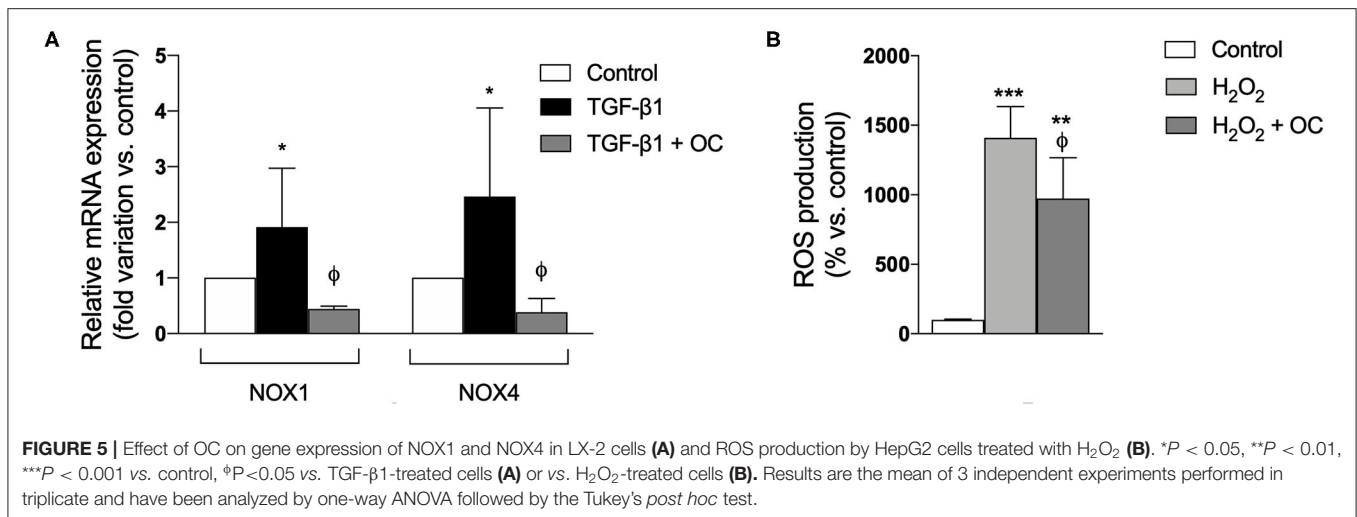 A
Relative mRNA expression
(fold variation vs. control)
5
4
3
2
1
0
*
ϕ
*
ϕ
NOX1
NOX4
Control
TGF-β1
TGF-β1 + OC
B
ROS production
(% vs. control)
2000
1500
1000
500
0
***
**
ϕ
Control
H₂O₂
H₂O₂ + OC
FIGURE 5 | Effect of OC on gene expression of NOX1 and NOX4 in LX-2 cells (A) and ROS production by HepG2 cells treated with H₂O₂ (B). *P < 0.05, **P < 0.01,
***P < 0.001 vs. control, ᶲP<0.05 vs. TGF-β1-treated cells (A) or vs. H₂O₂-treated cells (B). Results are the mean of 3 independent experiments performed in
triplicate and have been analyzed by one-way ANOVA followed by the Tukey's post hoc test.